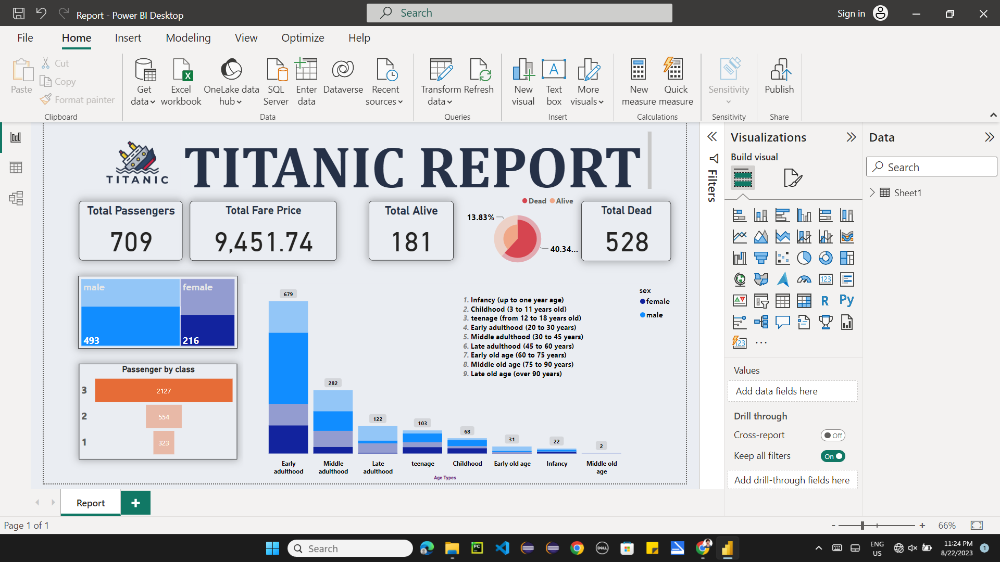 Report - Power BI Desktop
Search
Sign in
File Home Insert Modeling View Optimize Help
Paste
Cut
Copy
Format painter
Clipboard
Get data
Excel workbook
OneLake data hub
SQL Server
Enter data
Dataverse
Recent sources
Data
Transform data
Refresh
Queries
New visual
Text box
More visuals
Insert
New measure
Quick measure
Calculations
Sensitivity
Sensitivity
Publish
Share
TITANIC
TITANIC REPORT
Total Passengers
709
Total Fare Price
9,451.74
Total Alive
181
Dead Alive
13.83%
40.34...
Total Dead
528
male
493
female
216
Passenger by class
3 2127
2 554
1 323
679
282
122
103
68
31
22
2
Early adulthood
Middle adulthood
Late adulthood
teenage
Childhood
Early old age
Infancy
Middle old age
Age Types
1. Infancy (up to one year age)
2. Childhood (3 to 11 years old)
3. teenage (from 12 to 18 years old)
4. Early adulthood (20 to 30 years)
5. Middle adulthood (30 to 45 years)
6. Late adulthood (45 to 60 years)
7. Early old age (60 to 75 years)
8. Middle old age (75 to 90 years)
9. Late old age (over 90 years)
sex
female
male
Filters
Visualizations
Build visual
123
R
Py
123
...
Values
Add data fields here
Drill through
Cross-report Off
Keep all filters On
Add drill-through fields here
Data
Search
Sheet1
Report
+
Page 1 of 1
- + 66%
Search
PC
DELL
ENG
US
11:24 PM
8/22/2023
1